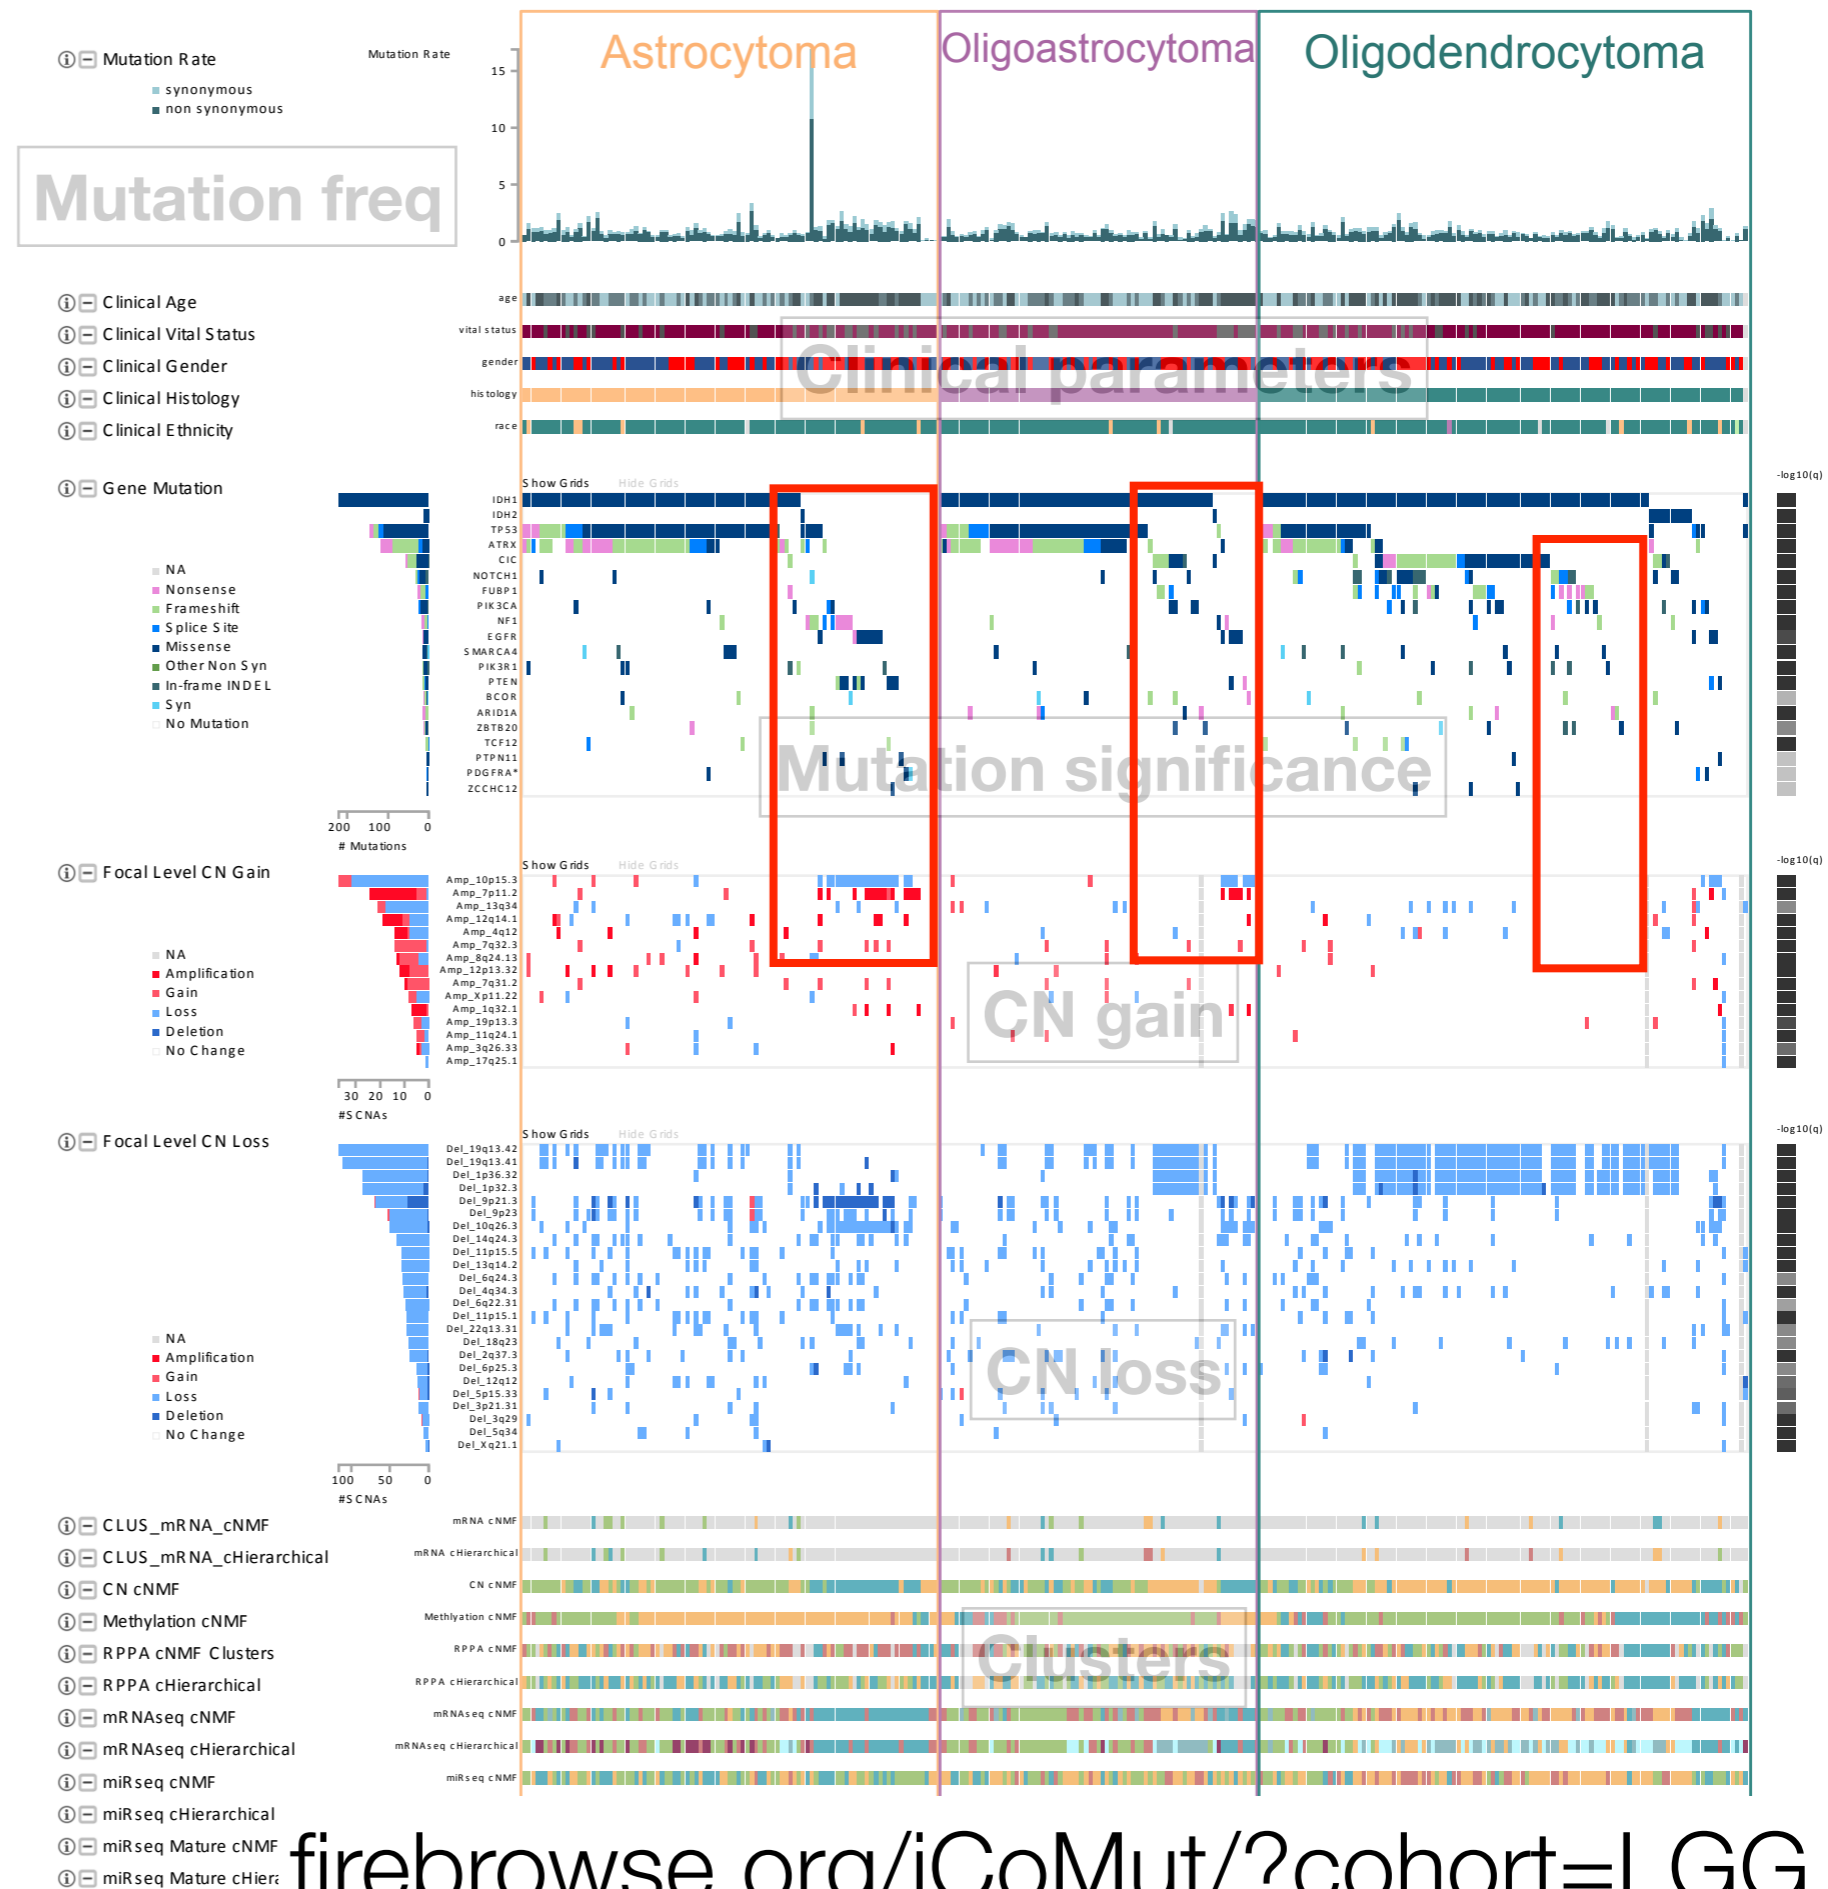 Astrocytoma
Oligoastrocytoma
Oligodendrocytoma
Mutation Rate
Mutation Rate
synonymous
non synonymous
15
10
5
0
Mutation freq
Clinical Age
age
Clinical Vital Status
vital status
Clinical Gender
gender
Clinical Histology
histology
Clinical Ethnicity
race
Clinical parameters
Gene Mutation
Show Grids Hide Grids
-log10(q)
IDH1
IDH2
TP53
ATRX
CIC
NOTCH1
FUBP1
PIK3CA
NF1
EGFR
SMARCA4
PIK3R1
PTEN
BCOR
ARID1A
ZBTB20
TCF12
PTPN11
PDGFRA*
ZCCHC12
NA
Nonsense
Frameshift
Splice Site
Missense
Other Non Syn
In-frame INDEL
Syn
No Mutation
Mutation significance
200 100 0
# Mutations
Focal Level CN Gain
Show Grids Hide Grids
-log10(q)
Amp_10p15.3
Amp_7p11.2
Amp_13q34
Amp_12q14.1
Amp_4q12
Amp_7q32.3
Amp_8q24.13
Amp_12p13.32
Amp_7q31.2
Amp_Xp11.22
Amp_1q32.1
Amp_19p13.3
Amp_11q24.1
Amp_3q26.33
Amp_17q25.1
NA
Amplification
Gain
Loss
Deletion
No Change
CN gain
30 20 10 0
#SCNAs
Focal Level CN Loss
Show Grids Hide Grids
-log10(q)
Del_19q13.42
Del_19q13.41
Del_1p36.32
Del_1p32.3
Del_9p21.3
Del_9p23
Del_10q26.3
Del_14q24.3
Del_11p15.5
Del_13q14.2
Del_6q24.3
Del_4q34.3
Del_6q22.31
Del_11p15.1
Del_22q13.31
Del_18q23
Del_2q37.3
Del_6p25.3
Del_12q12
Del_5p15.33
Del_3p21.31
Del_3q29
Del_5q34
Del_Xq21.1
NA
Amplification
Gain
Loss
Deletion
No Change
CN loss
100 50 0
#SCNAs
CLUS_mRNA_cNMF
mRNA cNMF
CLUS_mRNA_cHierarchical
mRNA cHierarchical
CN cNMF
CN cNMF
Methylation cNMF
Methlyation cNMF
RPPA cNMF Clusters
RPPA cNMF
Clusters
RPPA cHierarchical
RPPA cHierarchical
mRNAseq cNMF
mRNAseq cNMF
mRNAseq cHierarchical
mRNAseq cHierarchical
miRseq cNMF
miRseq cNMF
miRseq cHierarchical
miRseq Mature cNMF
miRseq Mature cHiera
firebrowse.org/iCoMut/?cohort=LGG